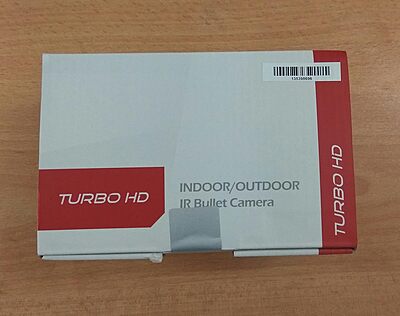 TURBO HD
INDOOR/OUTDOOR
IR Bullet Camera
TURBO HD